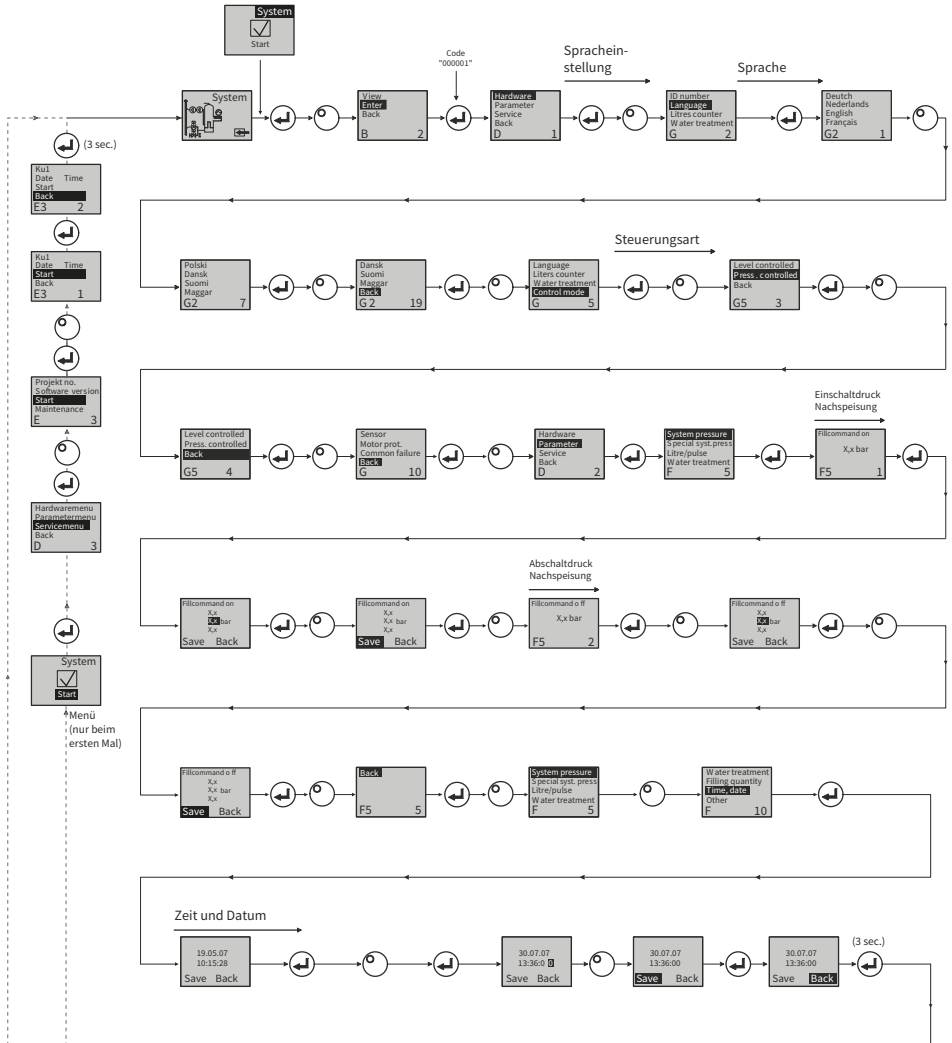 System
Start
Code
"000001"
Sprachein-
stellung
Sprache
System
View
Enter
Back
B 2
Hardware
Parameter
Service
Back
D 1
ID number
Language
Litres counter
Water treatment
G 2
Deutch
Nederlands
English
Français
G2 1
(3 sec.)
Ku1
Date Time
Start
Back
E3 2
Ku1
Date Time
Start
Back
E3 1
Projekt no.
Software version
Start
Maintenance
E 3
Hardwaremenu
Parametermenu
Servicemenu
Back
D 3
System
Start
Menü
(nur beim
ersten Mal)
Steuerungsart
Polski
Dansk
Suomi
Maggar
G2 7
Dansk
Suomi
Maggar
Back
G 2 19
Language
Liters counter
Water treatment
Control mode
G 5
Level controlled
Press. controlled
Back
G5 3
Einschaltdruck
Nachspeisung
Level controlled
Press. controlled
Back
G5 4
Sensor
Motor prot.
Common failure
Back
G 10
Hardware
Parameter
Service
Back
D 2
System pressure
Special syst.press
Litre/pulse
Water treatment
F 5
Fillcommand on
X,x bar
F5 1
Abschaltdruck
Nachspeisung
Fillcommand on
X,x
X,x bar
X,x
Save Back
Fillcommand on
X,x
X,x bar
X,x
Save Back
Fillcommand o ff
X,x bar
F5 2
Fillcommand o ff
X,x
X,x bar
X,x
Save Back
Fillcommand o ff
X,x
X,x bar
X,x
Save Back
Back
F5 5
System pressure
Special syst. press
Litre/pulse
Water treatment
F 5
Water treatment
Filling quantity
Time, date
Other
F 10
Zeit und Datum
19.05.07
10:15:28
Save Back
30.07.07
13:36:0 0
Save Back
30.07.07
13:36:00
Save Back
30.07.07
13:36:00
Save Back
(3 sec.)